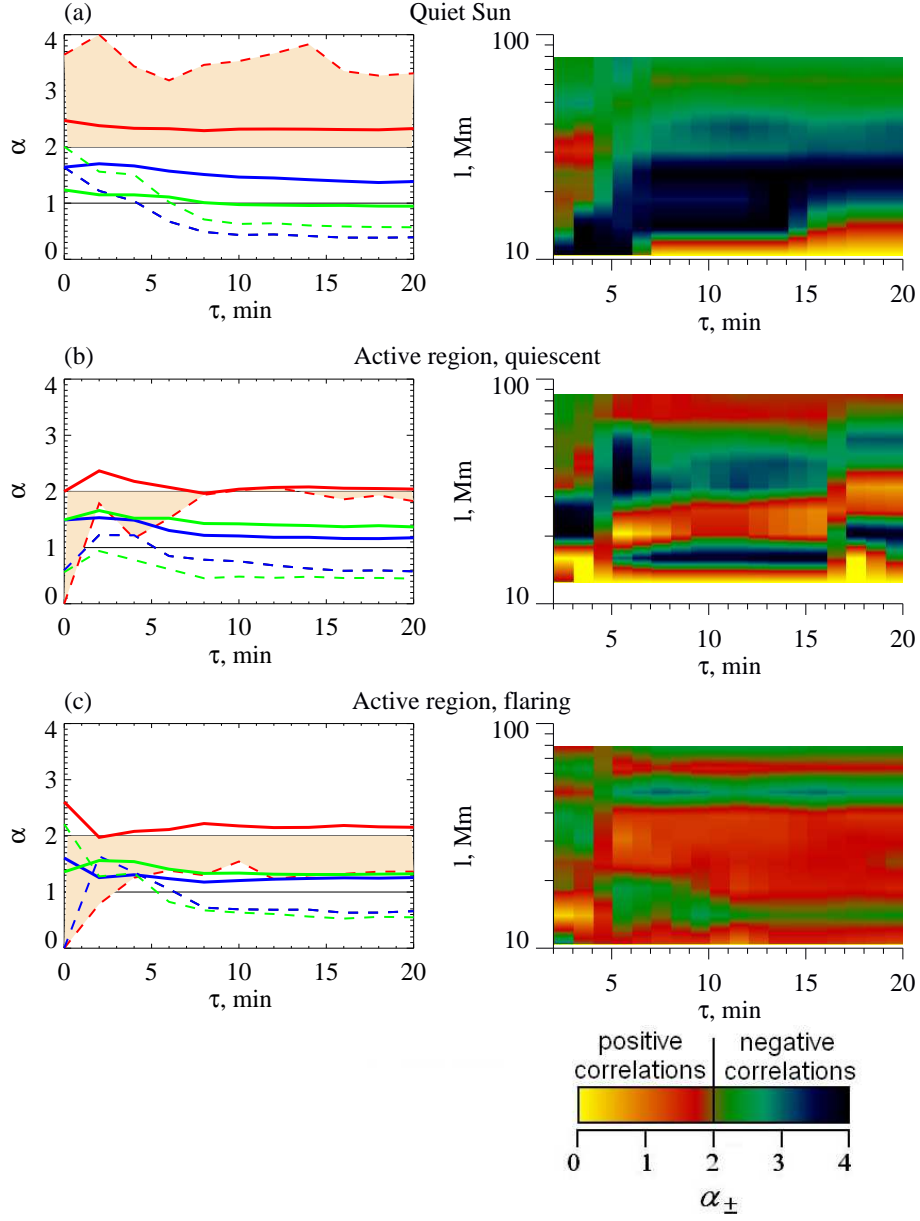 (a) Quiet Sun
4
3
2
1
0
α
0 5 10 15 20
τ, min
100
10
l, Mm
5 10 15 20
τ, min
(b) Active region, quiescent
4
3
2
1
0
α
0 5 10 15 20
τ, min
100
10
l, Mm
5 10 15 20
τ, min
(c) Active region, flaring
4
3
2
1
0
α
0 5 10 15 20
τ, min
100
10
l, Mm
5 10 15 20
τ, min
positive negative
correlations correlations
0 1 2 3 4
α±